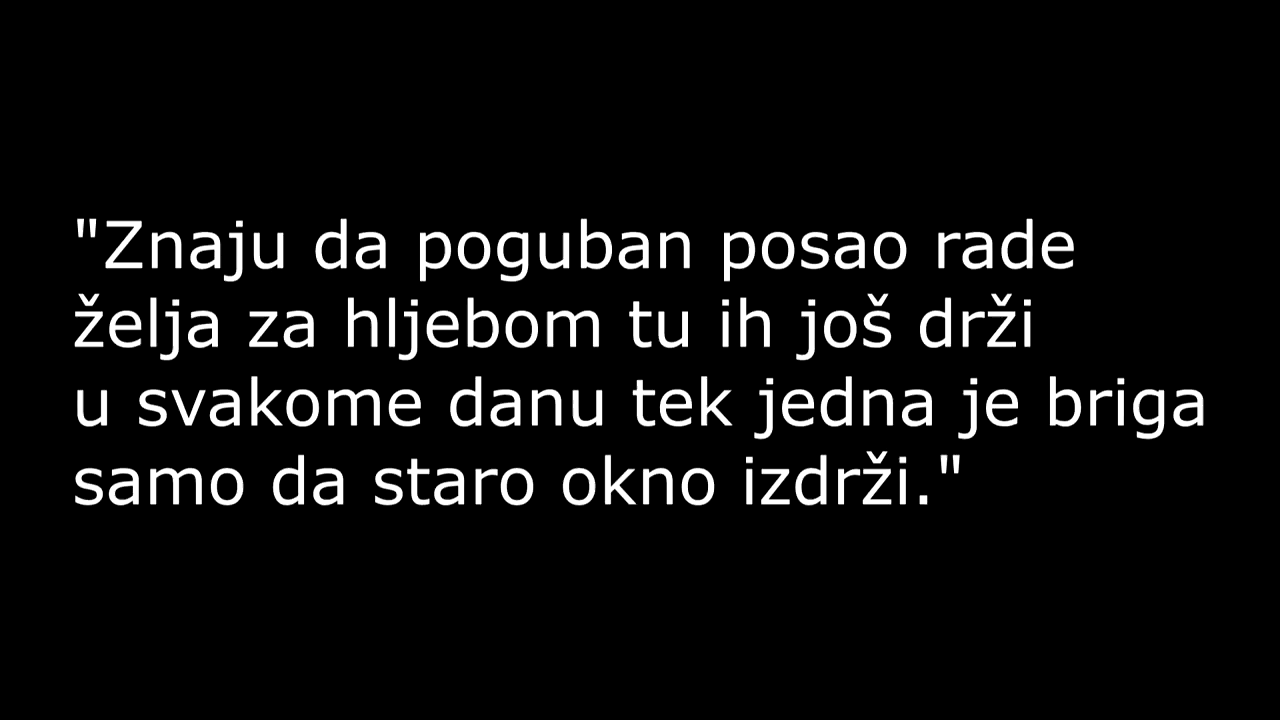 "Znaju da poguban posao rade
želja za hljebom tu ih još drži
u svakome danu tek jedna je briga
samo da staro okno izdrži."